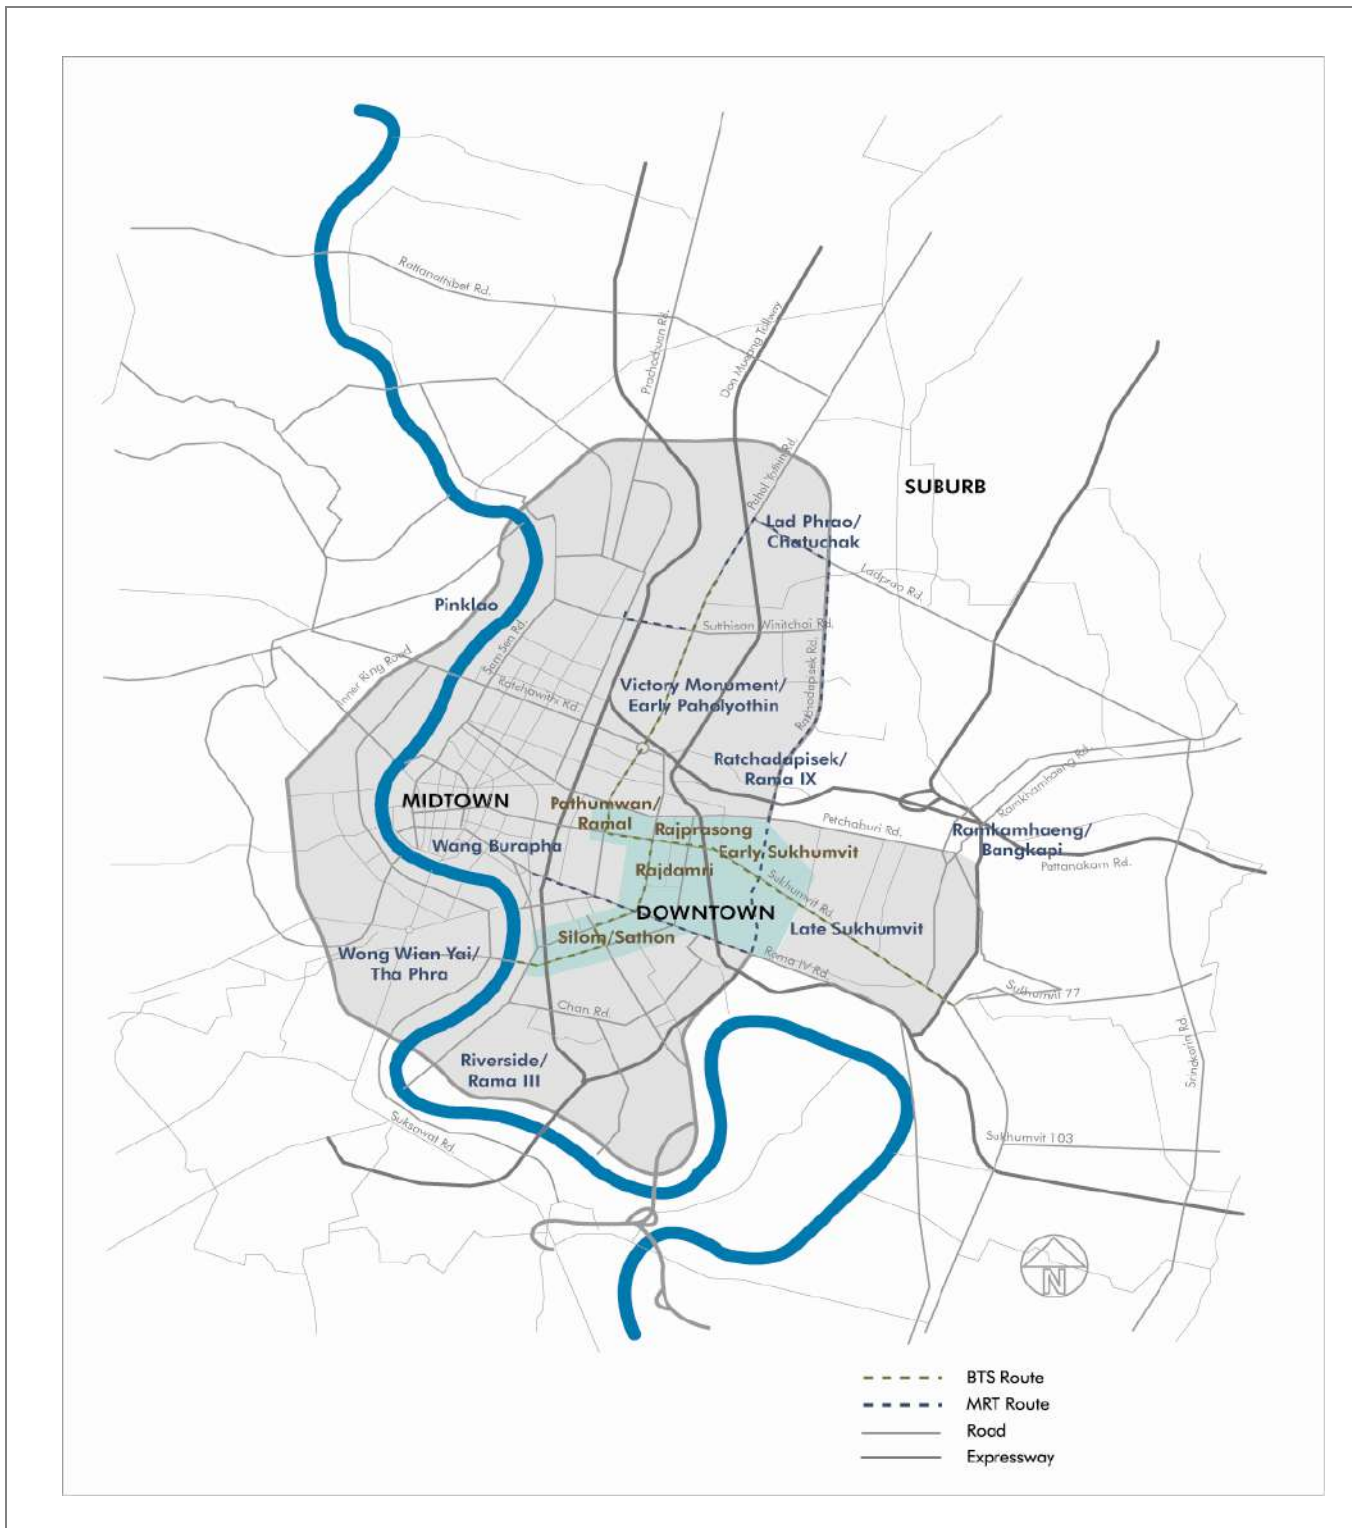 Rattanathibet Rd.
Prachachuen Rd.
Don Mueang Tollway
Pahol Yothin Rd.
SUBURB
Lad Phrao/
Chatuchak
Ladprao Rd.
Pinklao
Sam Sen Rd.
Sutthisan Winitchai Rd.
Inner Ring Road
Ratchawithi Rd.
Victory Monument/
Early Paholyothin
Ratchadapisek Rd.
Ratchadapisek/
Rama IX
MIDTOWN
Pathumwan/
RamaI
Rajprasong
Petchaburi Rd.
Ramkhamhaeng Rd.
Ramkamhaeng/
Bangkapi
Pattanakarn Rd.
Wang Burapha
Early Sukhumvit
Rajdamri
Sukhumvit Rd.
DOWNTOWN
Late Sukhumvit
Silom/Sathon
Wong Wian Yai/
Tha Phra
Rama IV Rd.
Sukhumvit 77
Chan Rd.
Srinakarin Rd.
Riverside/
Rama III
Suksawat Rd.
Sukhumvit 103
N
BTS Route
MRT Route
Road
Expressway